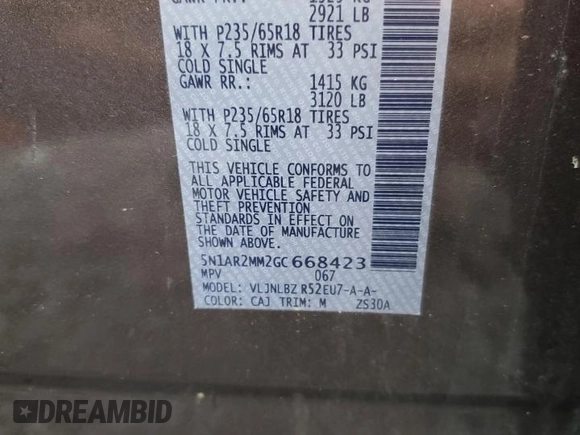 2921 LB
WITH P235/65R18 TIRES
18 X 7.5 RIMS AT 33 PSI
COLD SINGLE
GAWR RR.: 1415 KG
3120 LB
WITH P235/65R18 TIRES
18 X 7.5 RIMS AT 33 PSI
COLD SINGLE
THIS VEHICLE CONFORMS TO
ALL APPLICABLE FEDERAL
MOTOR VEHICLE SAFETY AND
THEFT PREVENTION
STANDARDS IN EFFECT ON
THE DATE OF MANUFACTURE
SHOWN ABOVE.
5N1AR2MM2GC668423
MPV 067
MODEL: VLJNLBZ R52EU7-A-A-
COLOR: CAJ TRIM: M ZS30A
DREAMBID